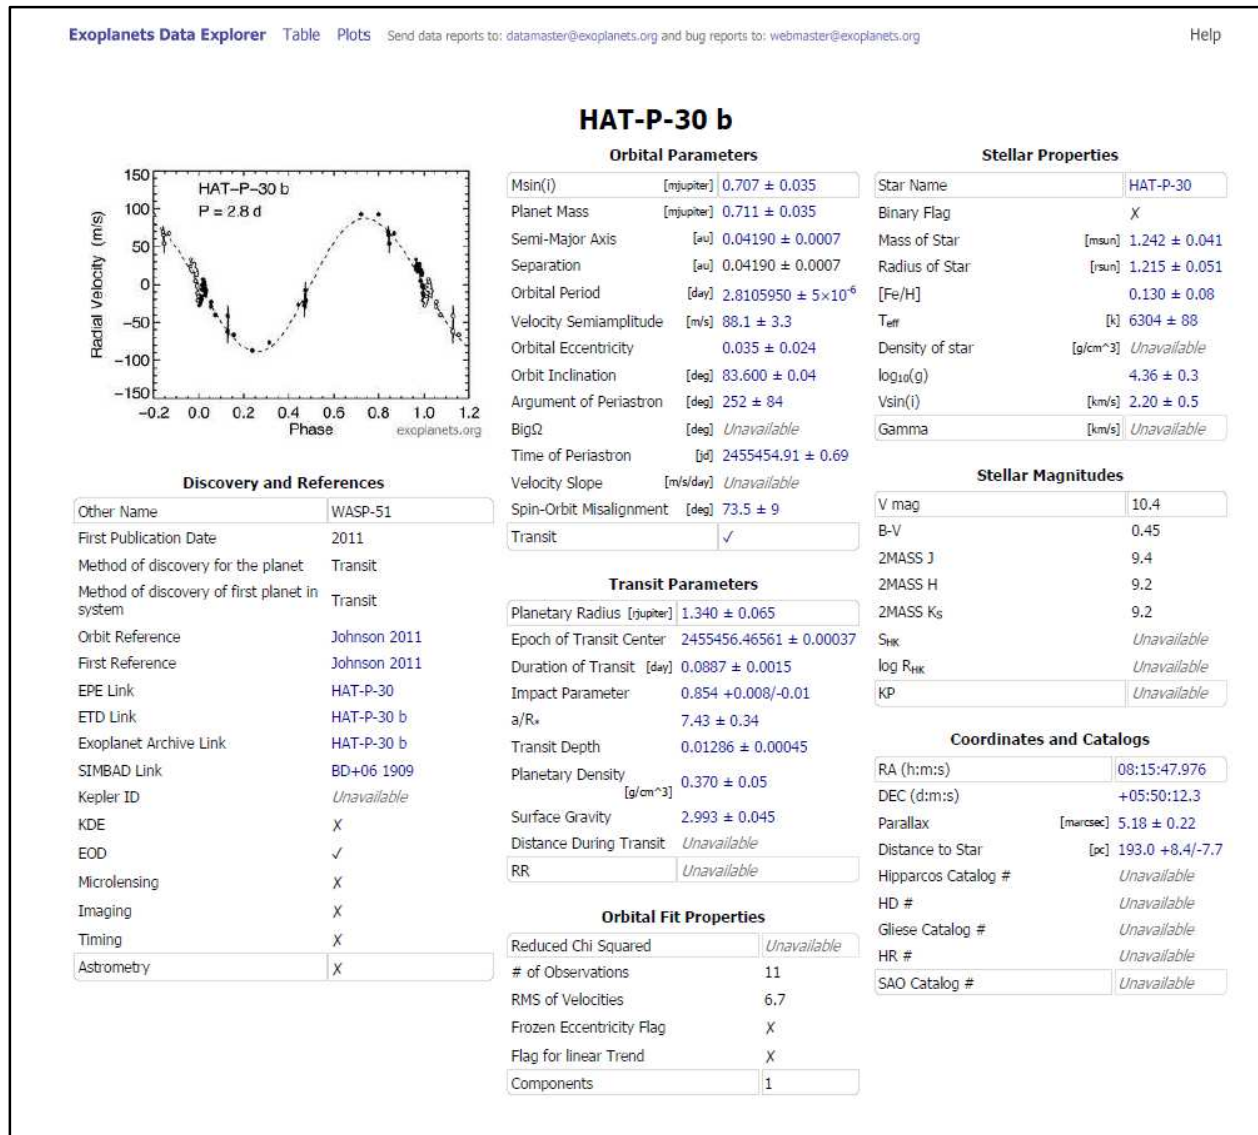 Exoplanets Data Explorer Table Plots Send data reports to: datamaster@exoplanets.org and bug reports to: webmaster@exoplanets.org Help
HAT-P-30 b
150
100
50
0
−50
−100
−150
Radial Velocity (m/s)
HAT−P−30 b
P = 2.8 d
−0.2 0.0 0.2 0.4 0.6 0.8 1.0 1.2
Phase
exoplanets.org
Discovery and References
Other Name WASP-51
First Publication Date 2011
Method of discovery for the planet Transit
Method of discovery of first planet in
system Transit
Orbit Reference Johnson 2011
First Reference Johnson 2011
EPE Link HAT-P-30
ETD Link HAT-P-30 b
Exoplanet Archive Link HAT-P-30 b
SIMBAD Link BD+06 1909
Kepler ID Unavailable
KDE X
EOD ✓
Microlensing X
Imaging X
Timing X
Astrometry X
Orbital Parameters
Msin(i) [mjupiter] 0.707 ± 0.035
Planet Mass [mjupiter] 0.711 ± 0.035
Semi-Major Axis [au] 0.04190 ± 0.0007
Separation [au] 0.04190 ± 0.0007
Orbital Period [day] 2.8105950 ± 5×10⁻⁶
Velocity Semiamplitude [m/s] 88.1 ± 3.3
Orbital Eccentricity 0.035 ± 0.024
Orbit Inclination [deg] 83.600 ± 0.04
Argument of Periastron [deg] 252 ± 84
BigΩ [deg] Unavailable
Time of Periastron [jd] 2455454.91 ± 0.69
Velocity Slope [m/s/day] Unavailable
Spin-Orbit Misalignment [deg] 73.5 ± 9
Transit ✓
Transit Parameters
Planetary Radius [rjupiter] 1.340 ± 0.065
Epoch of Transit Center 2455456.46561 ± 0.00037
Duration of Transit [day] 0.0887 ± 0.0015
Impact Parameter 0.854 +0.008/-0.01
a/R* 7.43 ± 0.34
Transit Depth 0.01286 ± 0.00045
Planetary Density
[g/cm^3] 0.370 ± 0.05
Surface Gravity 2.993 ± 0.045
Distance During Transit Unavailable
RR Unavailable
Orbital Fit Properties
Reduced Chi Squared Unavailable
# of Observations 11
RMS of Velocities 6.7
Frozen Eccentricity Flag X
Flag for linear Trend X
Components 1
Stellar Properties
Star Name HAT-P-30
Binary Flag X
Mass of Star [msun] 1.242 ± 0.041
Radius of Star [rsun] 1.215 ± 0.051
[Fe/H] 0.130 ± 0.08
Teff [k] 6304 ± 88
Density of star [g/cm^3] Unavailable
log₁₀(g) 4.36 ± 0.3
Vsin(i) [km/s] 2.20 ± 0.5
Gamma [km/s] Unavailable
Stellar Magnitudes
V mag 10.4
B-V 0.45
2MASS J 9.4
2MASS H 9.2
2MASS KS 9.2
SHK Unavailable
log RHK Unavailable
KP Unavailable
Coordinates and Catalogs
RA (h:m:s) 08:15:47.976
DEC (d:m:s) +05:50:12.3
Parallax [marcsec] 5.18 ± 0.22
Distance to Star [pc] 193.0 +8.4/-7.7
Hipparcos Catalog # Unavailable
HD # Unavailable
Gliese Catalog # Unavailable
HR # Unavailable
SAO Catalog # Unavailable